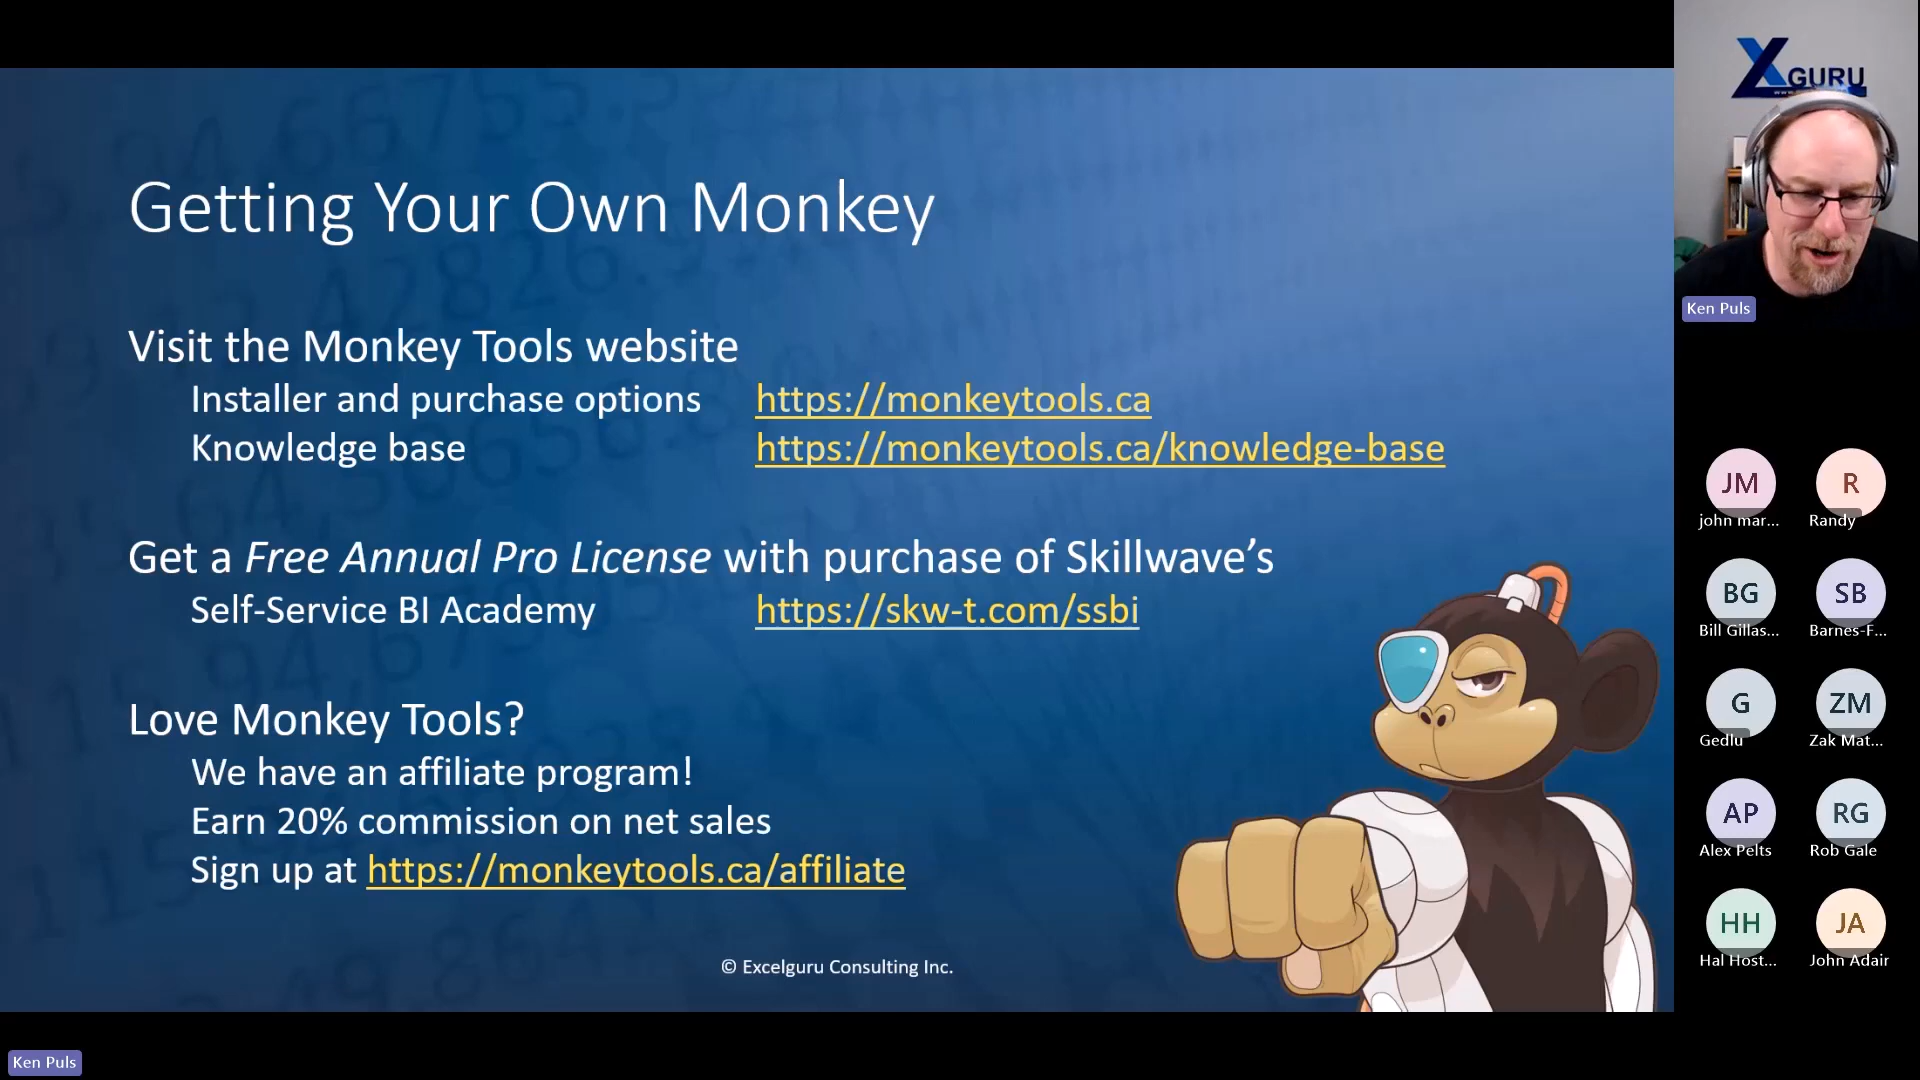 Getting Your Own Monkey
Visit the Monkey Tools website
Installer and purchase options https://monkeytools.ca
Knowledge base https://monkeytools.ca/knowledge-base
Get a Free Annual Pro License with purchase of Skillwave’s
Self-Service BI Academy https://skw-t.com/ssbi
Love Monkey Tools?
We have an affiliate program!
Earn 20% commission on net sales
Sign up at https://monkeytools.ca/affiliate
© Excelguru Consulting Inc.
Ken Puls
XGURU
Ken Puls
JM R
john mar... Randy
BG SB
Bill Gillas... Barnes-F...
G ZM
Gedlu Zak Mat...
AP RG
Alex Pelts Rob Gale
HH JA
Hal Host... John Adair